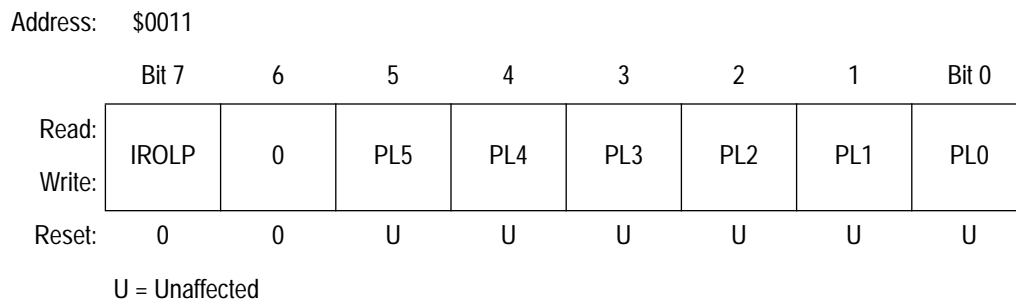 Address: $0011
Bit 7 6 5 4 3 2 1 Bit 0
Read:
IROLP 0 PL5 PL4 PL3 PL2 PL1 PL0
Write:
Reset: 0 0 U U U U U U
U = Unaffected